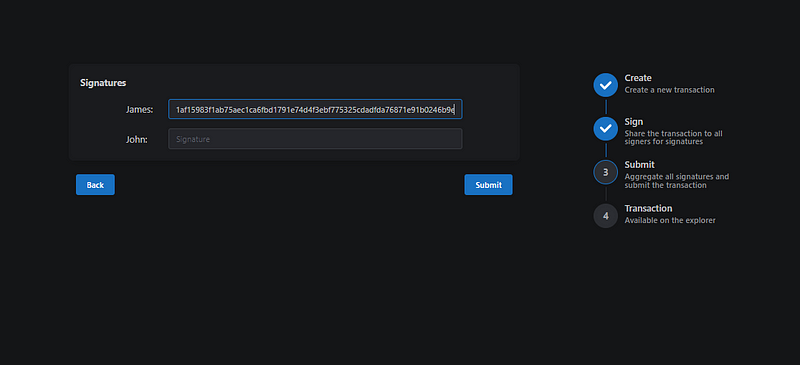 Signatures
James:
1af15983f1ab75aec1ca6fbd1791e74d4f3ebf775325cdadfda76871e91b0246b9e
John:
Signature
Back
Submit
Create
Create a new transaction
Sign
Share the transaction to all
signers for signatures
3
Submit
Aggregate all signatures and
submit the transaction
4
Transaction
Available on the explorer